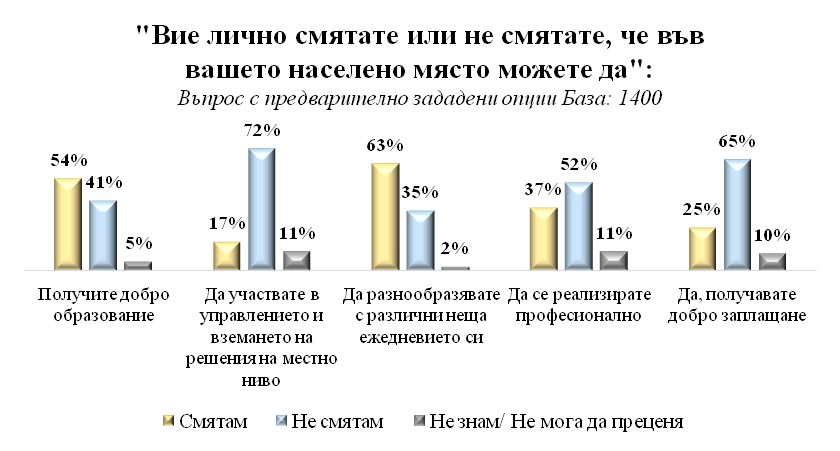 "Вие лично смятате или не смятате, че във
вашето населено място можете да":
Въпрос с предварително зададени опции База: 1400
54%
41%
5%
17%
72%
11%
63%
35%
2%
37%
52%
11%
25%
65%
10%
Получите добро
образование
Да участвате в
управлението и
вземането на
решения на местно
ниво
Да разнообразявате
с различни неща
ежедневието си
Да се реализирате
професионално
Да, получавате
добро заплащане
Смятам
Не смятам
Не знам/ Не мога да преценя